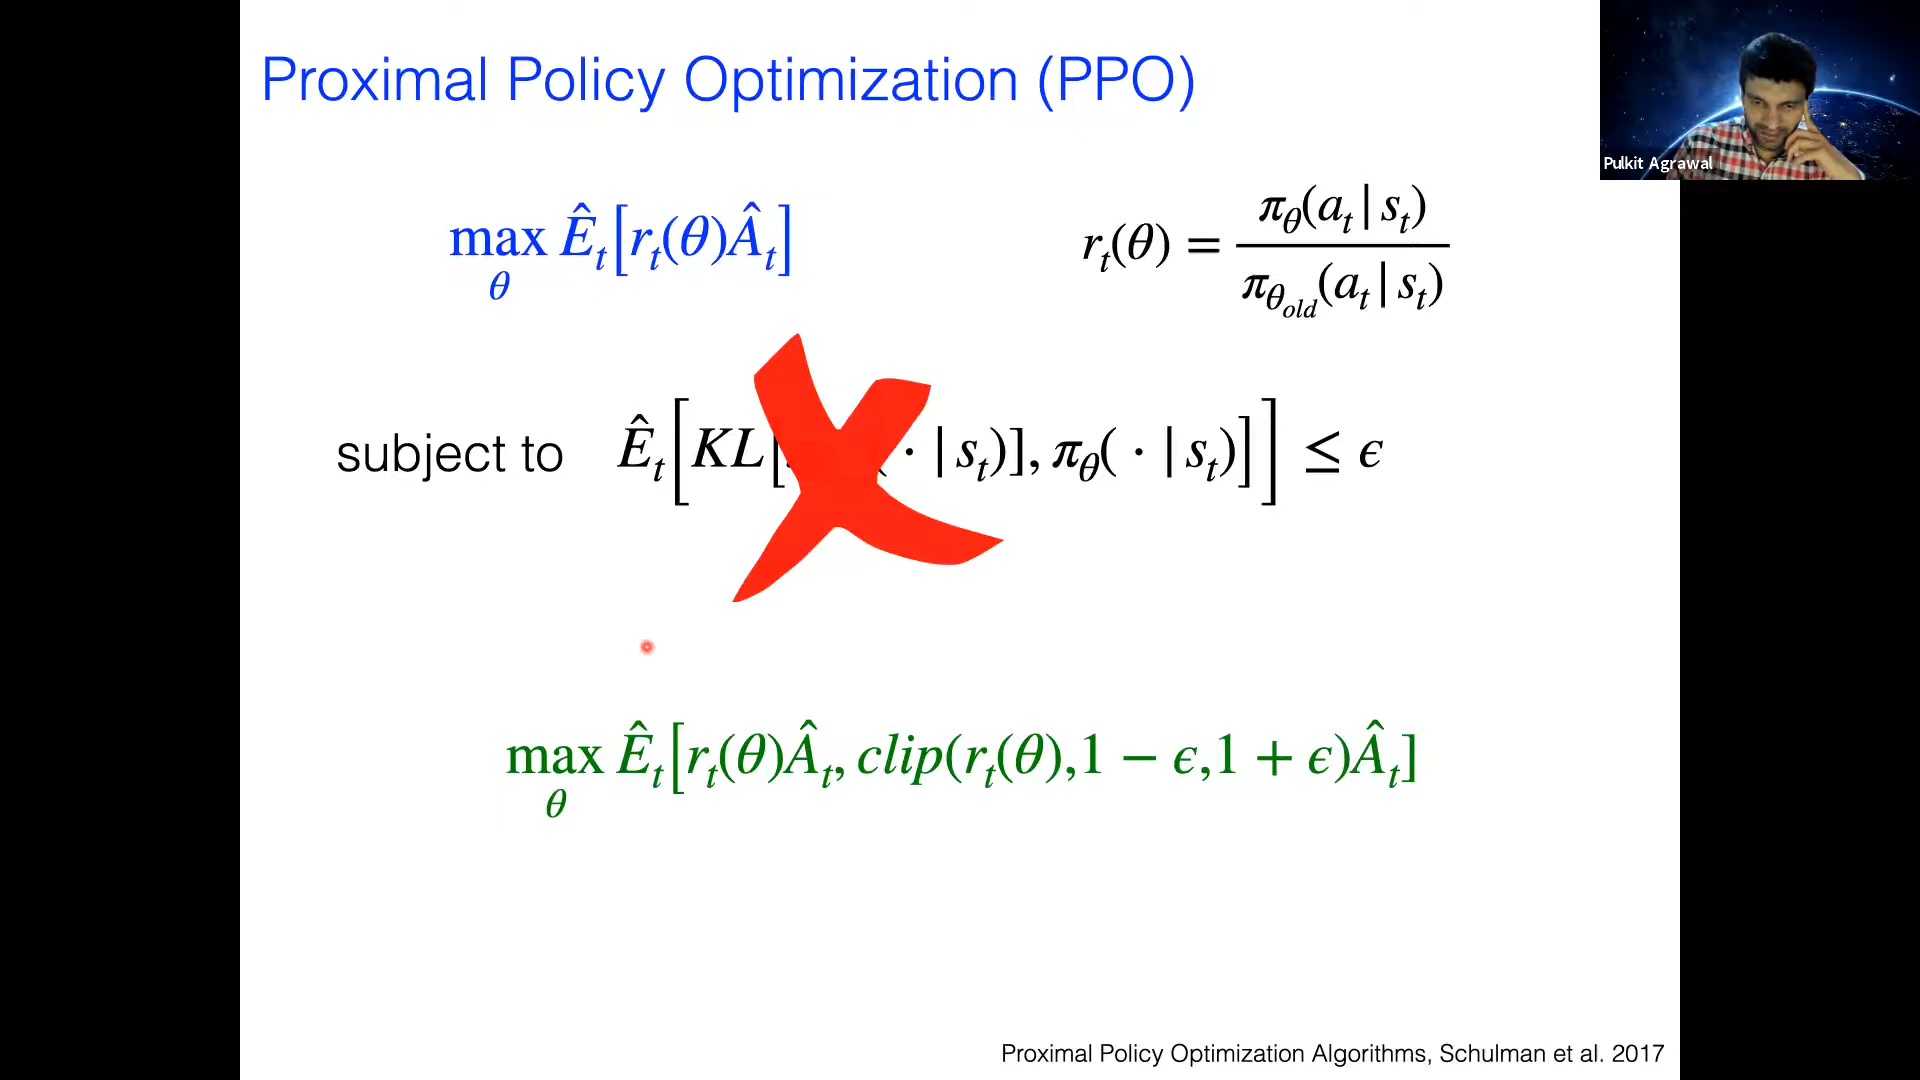 Proximal Policy Optimization (PPO)
Pulkit Agrawal
max_θ Ê_t[r_t(θ)Â_t]
r_t(θ) = π_θ(a_t | s_t) / π_θ_old(a_t | s_t)
subject to Ê_t[KL[ ( · | s_t)], π_θ( · | s_t)]] ≤ ϵ
max_θ Ê_t[r_t(θ)Â_t, clip(r_t(θ),1 − ϵ,1 + ϵ)Â_t]
Proximal Policy Optimization Algorithms, Schulman et al. 2017